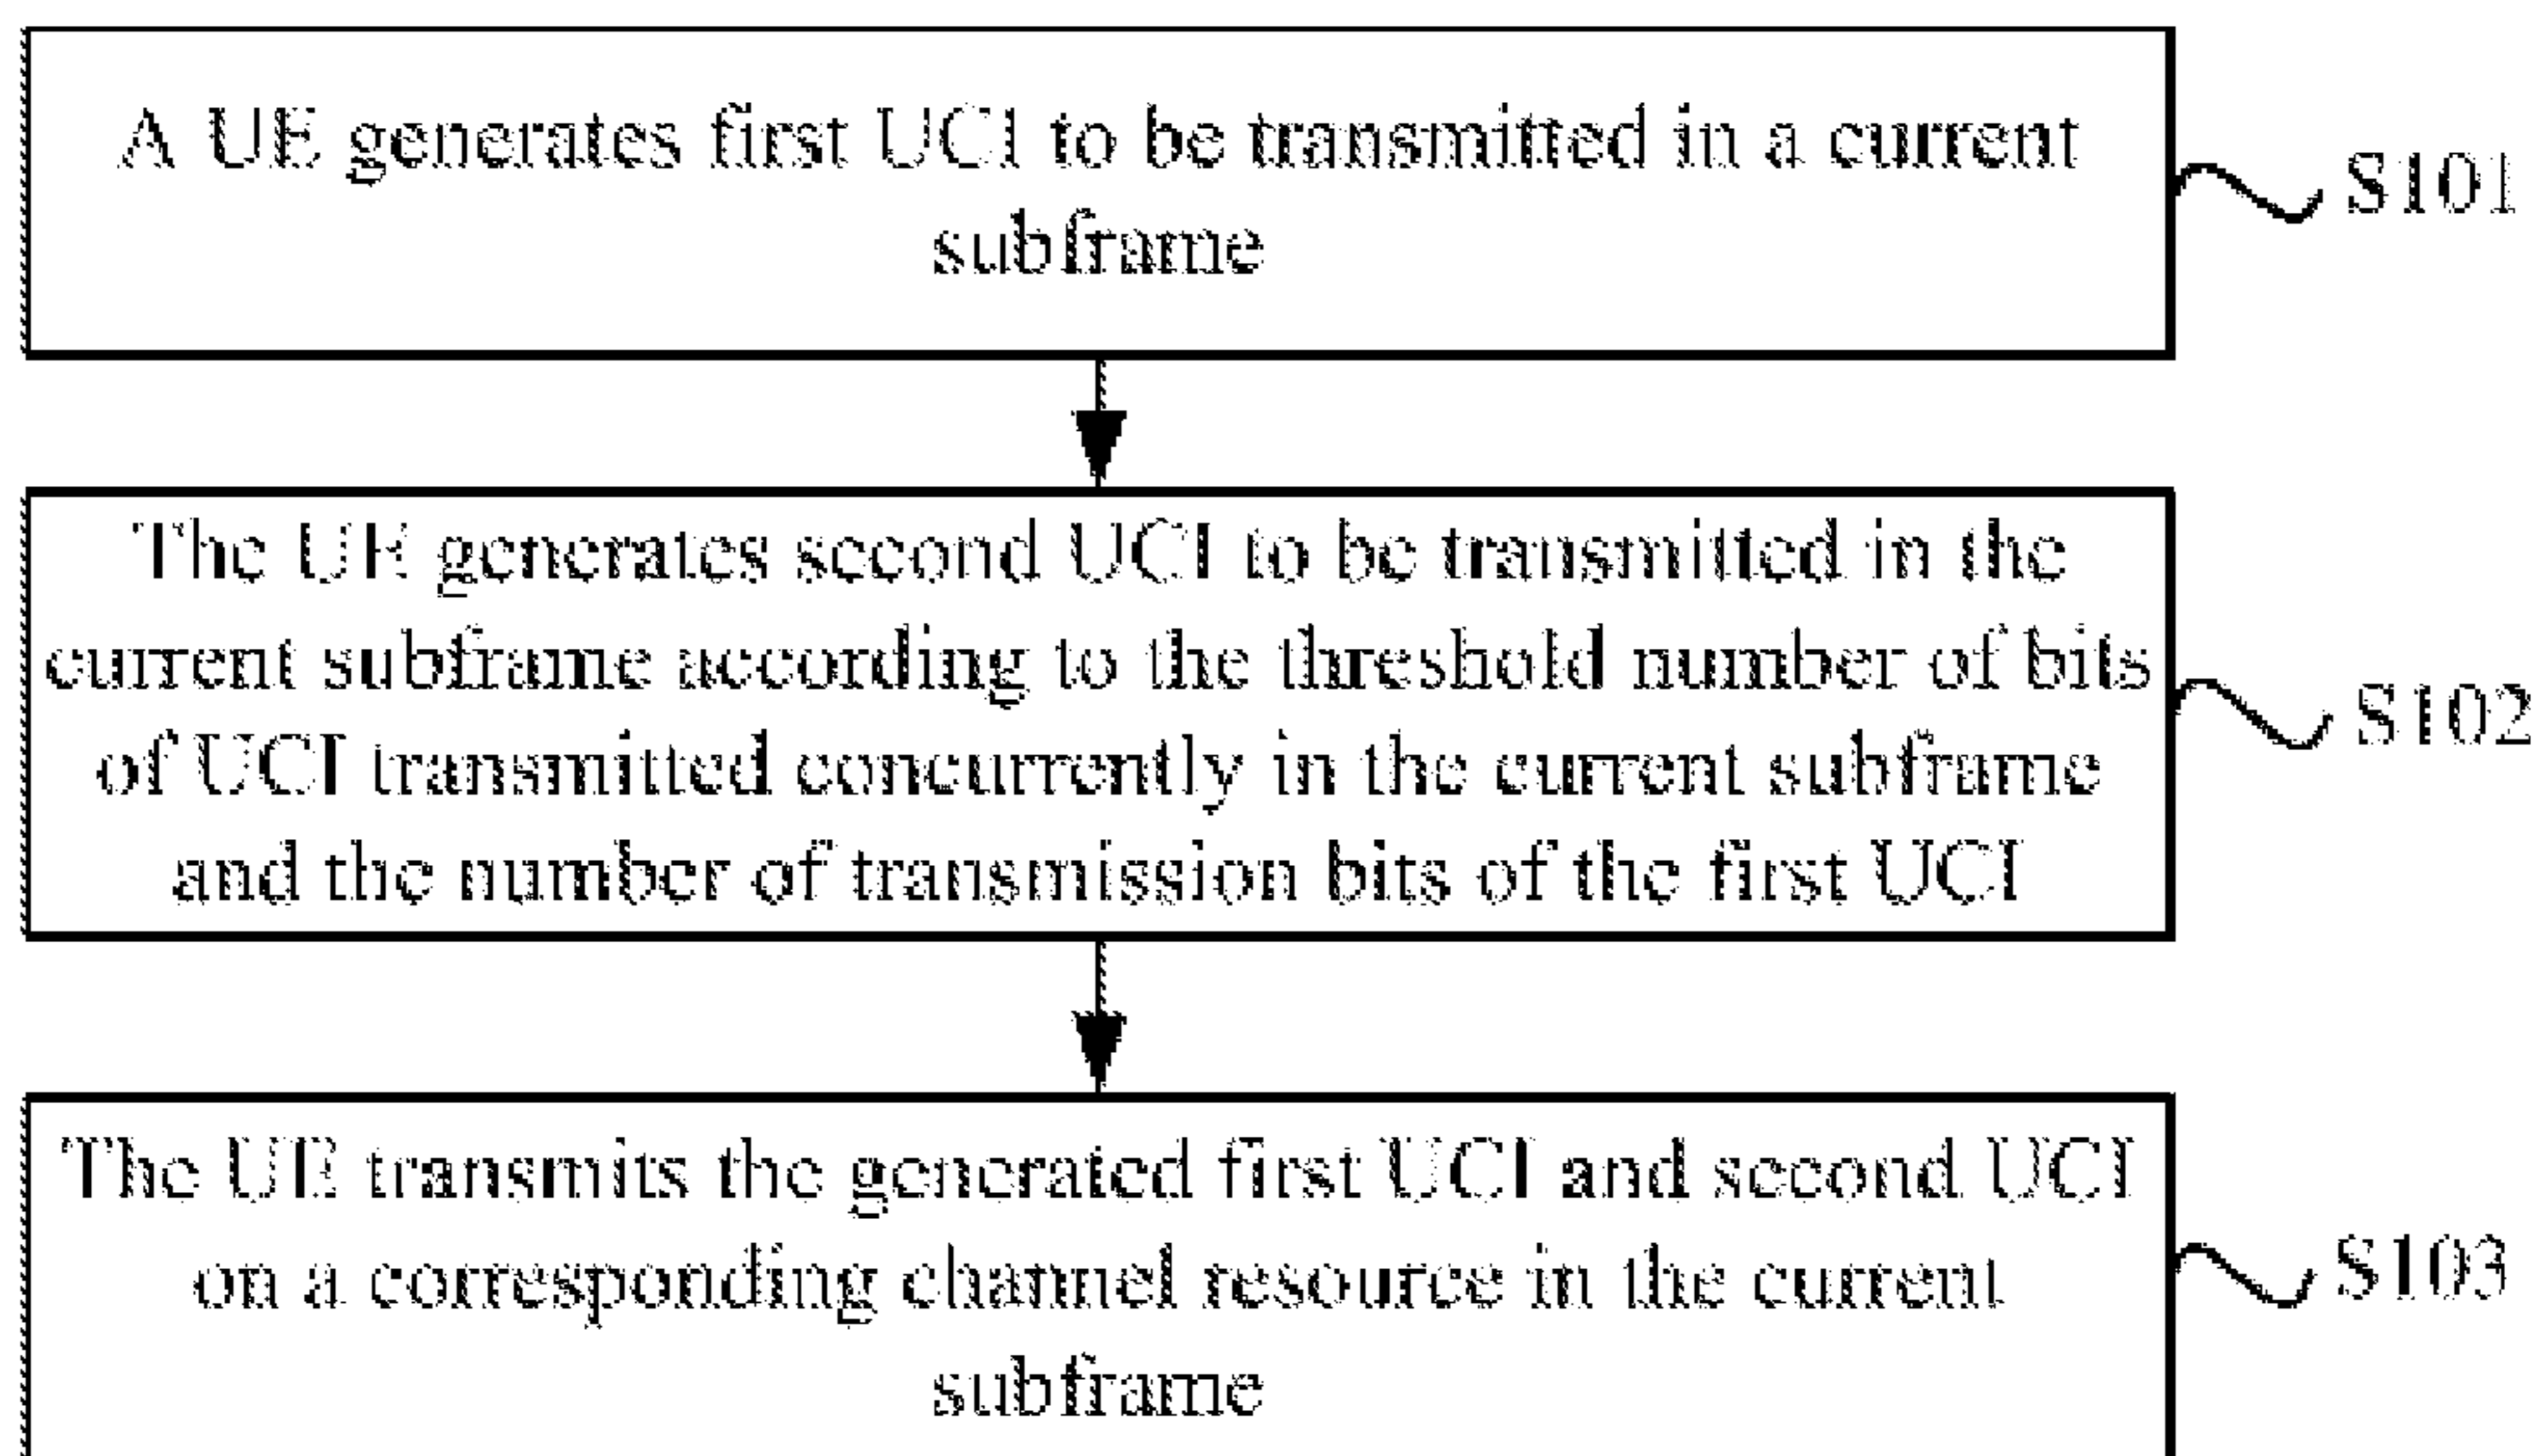 A UE generates first UCI to be transmitted in a current
subframe
S101
The UE generates second UCI to be transmitted in the
current subframe according to the threshold number of bits
of UCI transmitted concurrently in the current subframe
and the number of transmission bits of the first UCI
S102
The UE transmits the generated first UCI and second UCI
on a corresponding channel resource in the current
subframe
S103